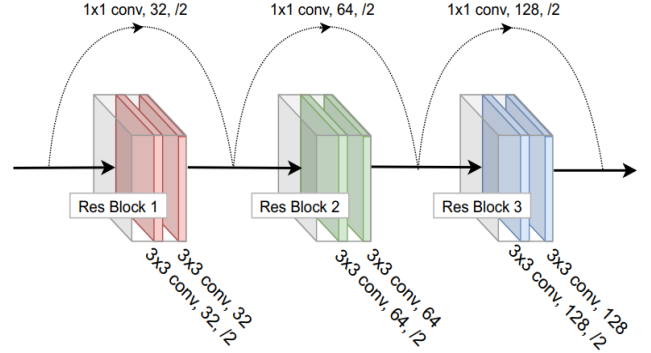 1x1 conv, 32, /2
1x1 conv, 64, /2
1x1 conv, 128, /2
Res Block 1
Res Block 2
Res Block 3
3x3 conv, 32, /2
3x3 conv, 32
3x3 conv, 64, /2
3x3 conv, 64
3x3 conv, 128, /2
3x3 conv, 128